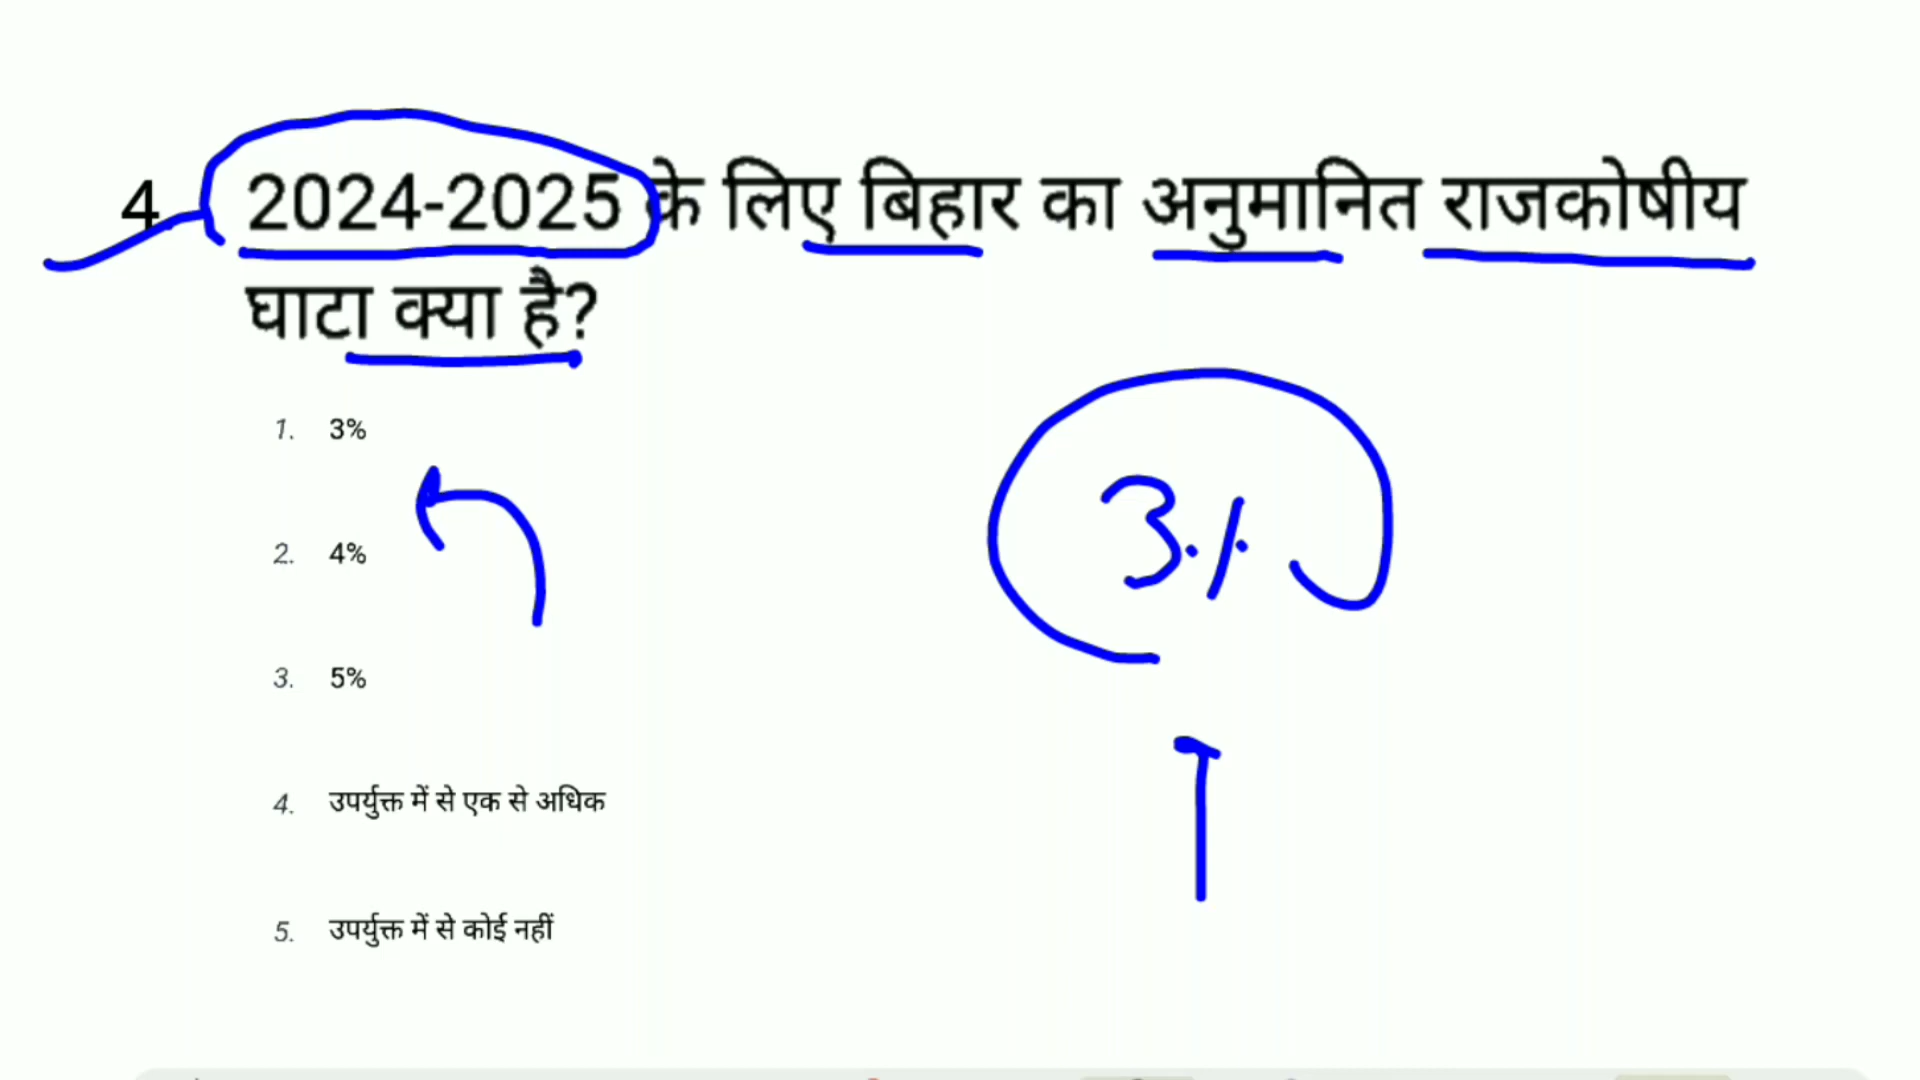 4 2024-2025 के लिए बिहार का अनुमानित राजकोषीय
घाटा क्या है?
1. 3%
2. 4%
3. 5%
4. उपर्युक्त में से एक से अधिक
5. उपर्युक्त में से कोई नहीं
3%